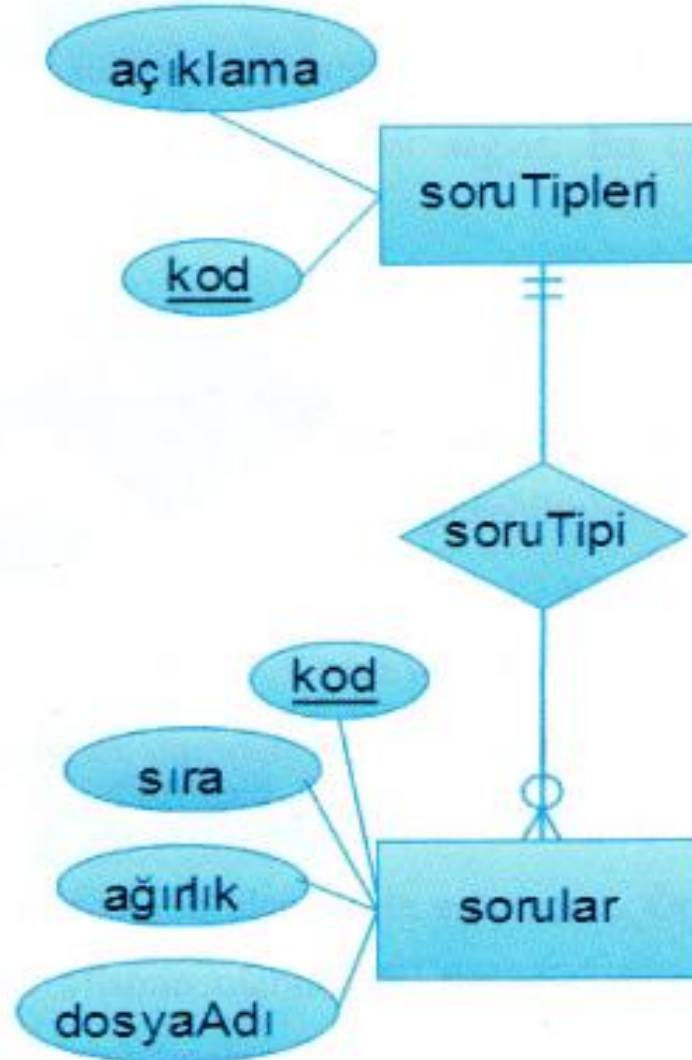 açıklama
soruTipleri
kod
soruTipi
kod
sıra
ağırlık
sorular
dosyaAdı